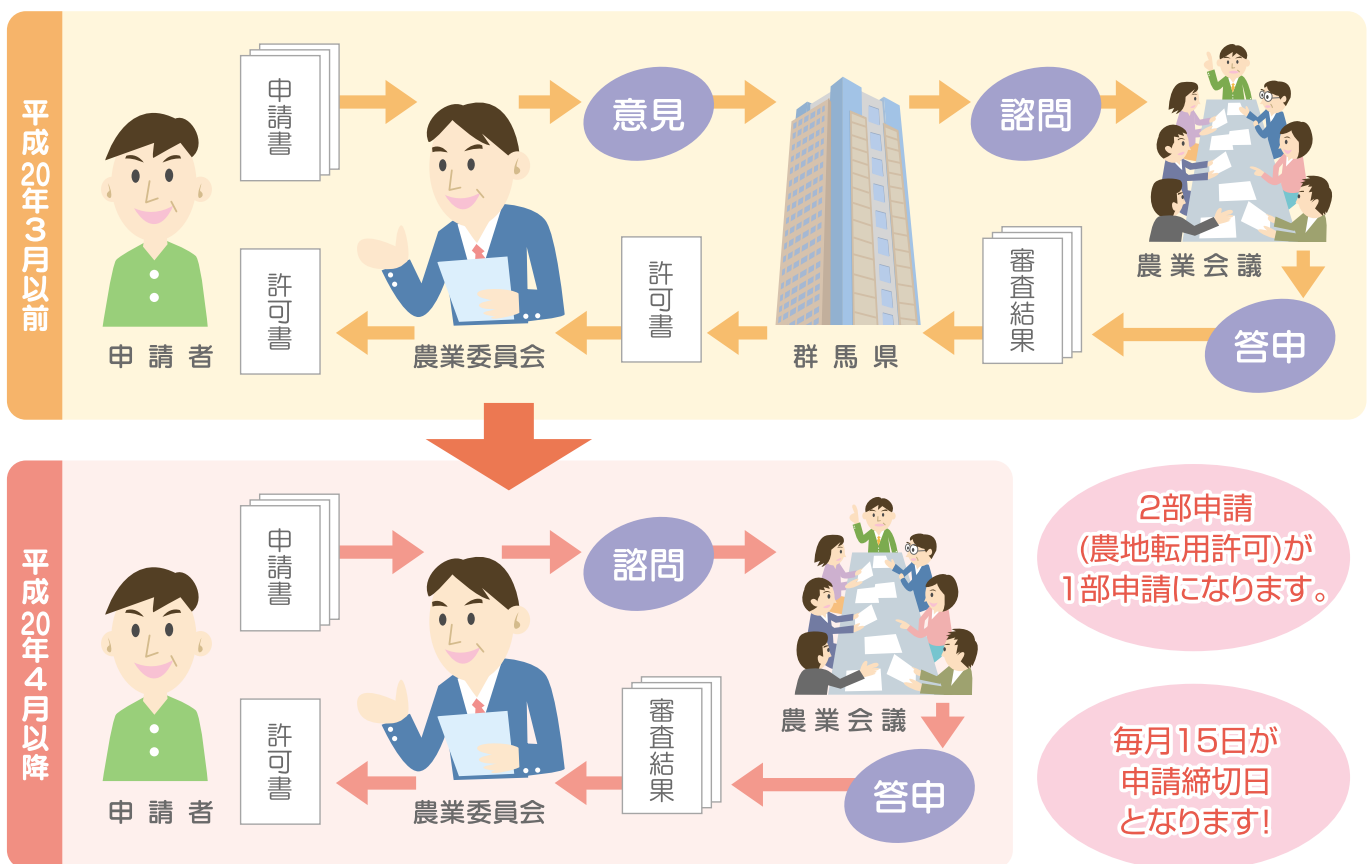 平成20年3月以前
申請書
意見
諮問
農業会議
答申
審査結果
群馬県
許可書
農業委員会
許可書
申請者
平成20年4月以降
申請書
諮問
農業会議
答申
審査結果
農業委員会
許可書
申請者
2部申請
(農地転用許可)が
1部申請になります。
毎月15日が
申請締切日
となります!